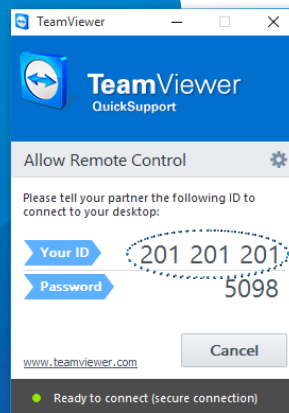 TeamViewer
TeamViewer
QuickSupport
Allow Remote Control
Please tell your partner the following ID to
connect to your desktop:
Your ID 201 201 201
Password 5098
www.teamviewer.com Cancel
Ready to connect (secure connection)